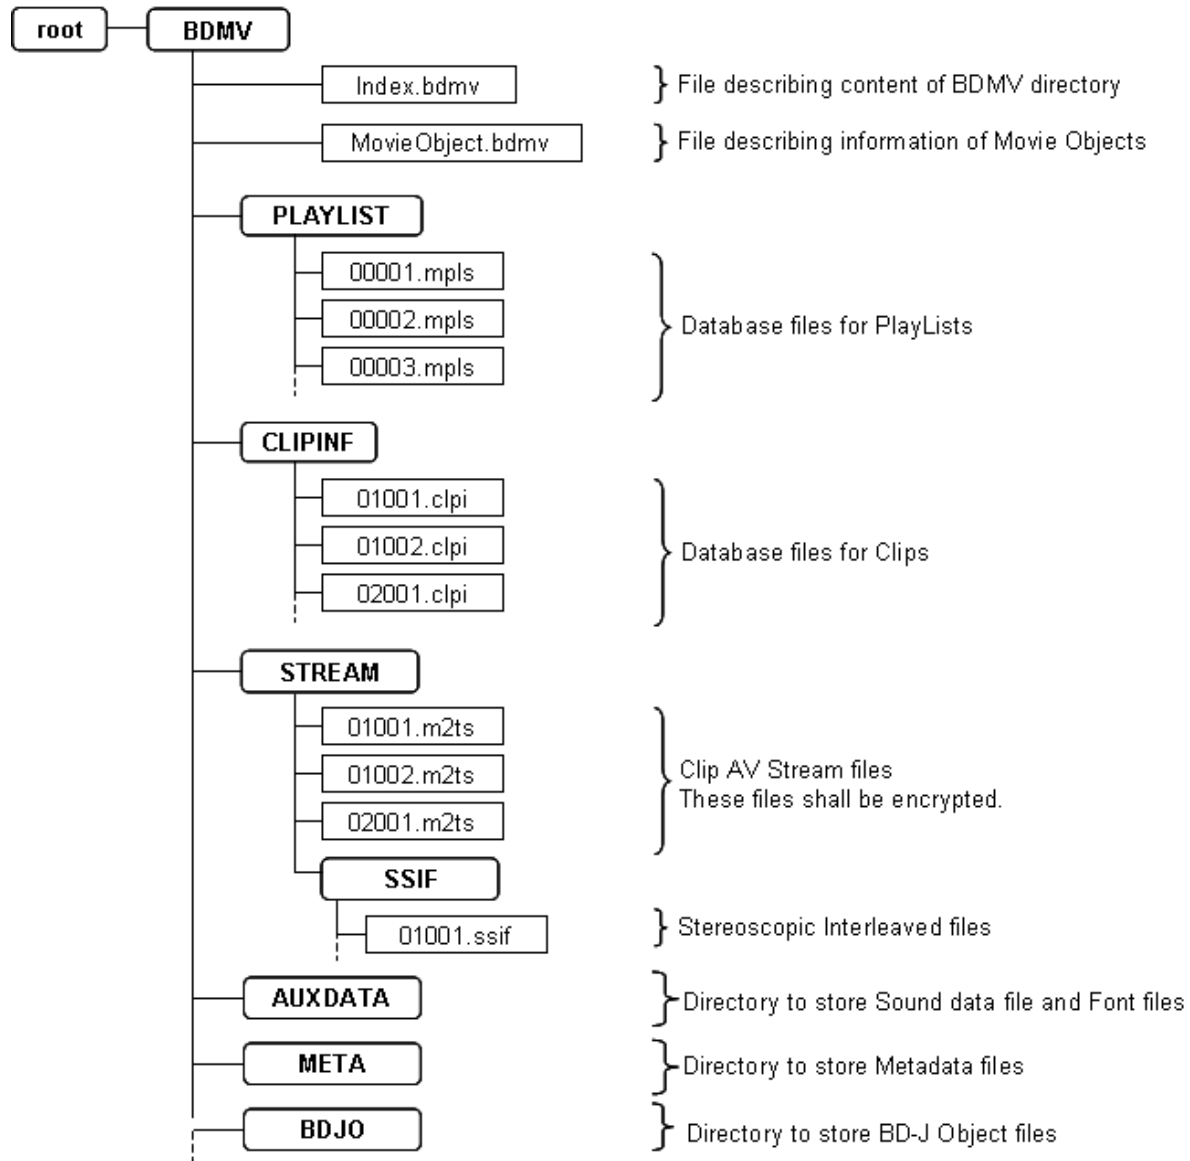 root
BDMV
Index.bdmv
File describing content of BDMV directory
MovieObject.bdmv
File describing information of Movie Objects
PLAYLIST
00001.mpls
00002.mpls
00003.mpls
Database files for PlayLists
CLIPINF
01001.clpi
01002.clpi
02001.clpi
Database files for Clips
STREAM
01001.m2ts
01002.m2ts
02001.m2ts
Clip AV Stream files
These files shall be encrypted.
SSIF
01001.ssif
Stereoscopic Interleaved files
AUXDATA
Directory to store Sound data file and Font files
META
Directory to store Metadata files
BDJO
Directory to store BD-J Object files